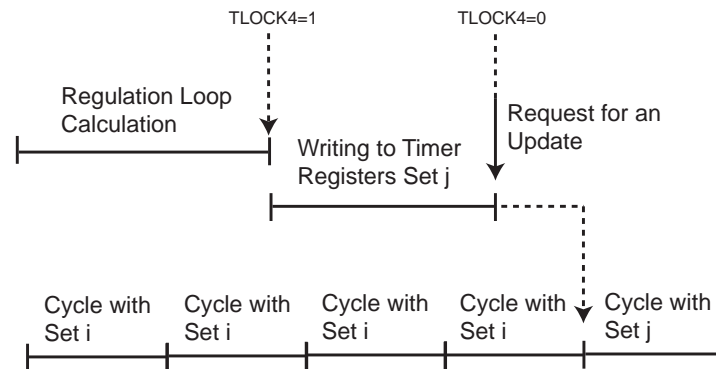 TLOCK4=1
TLOCK4=0
Regulation Loop
Calculation
Request for an
Update
Writing to Timer
Registers Set j
Cycle with
Set i
Cycle with
Set i
Cycle with
Set i
Cycle with
Set i
Cycle with
Set j